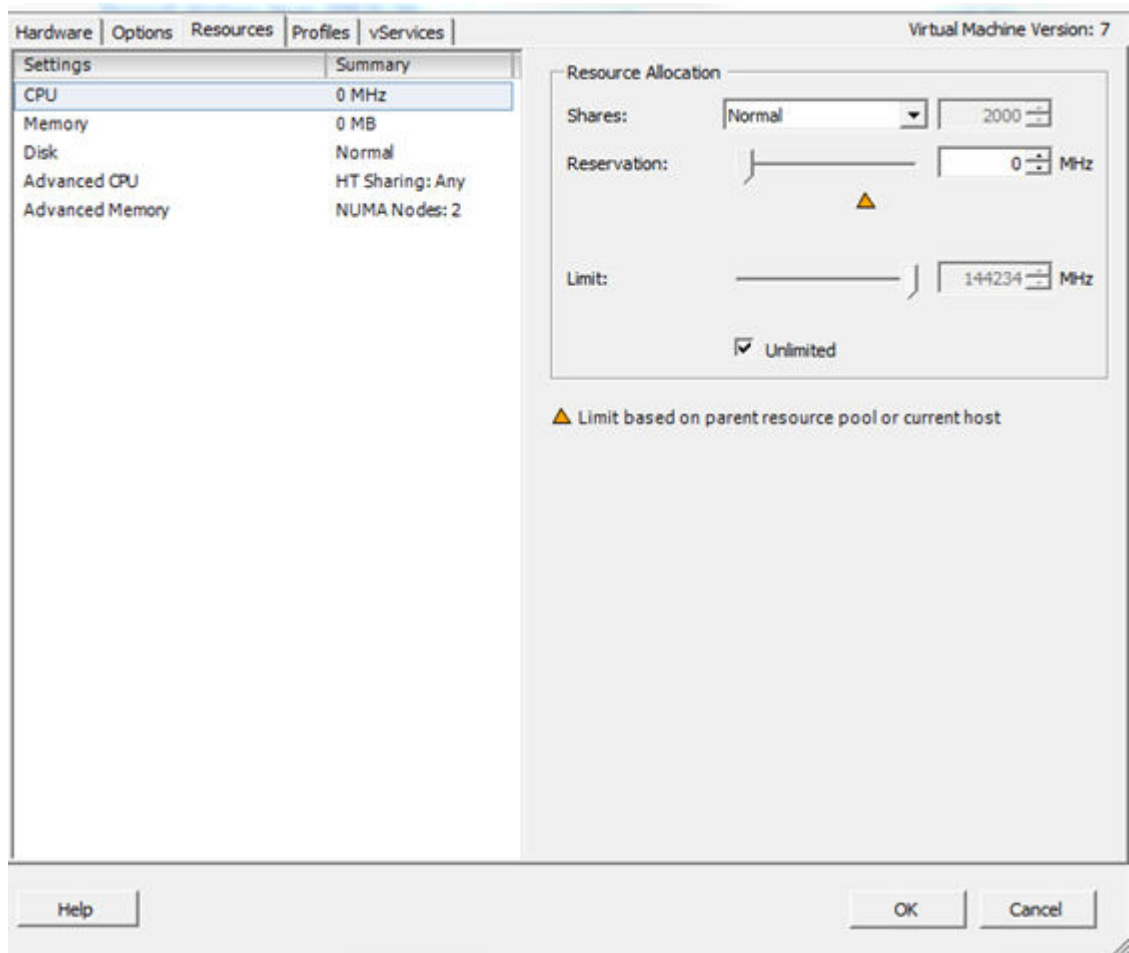 Hardware Options Resources Profiles vServices Virtual Machine Version: 7
Settings Summary
CPU 0 MHz
Memory 0 MB
Disk Normal
Advanced CPU HT Sharing: Any
Advanced Memory NUMA Nodes: 2
Resource Allocation
Shares: Normal 2000
Reservation: 0 MHz
Limit: 144234 MHz
Unlimited
Limit based on parent resource pool or current host
Help OK Cancel